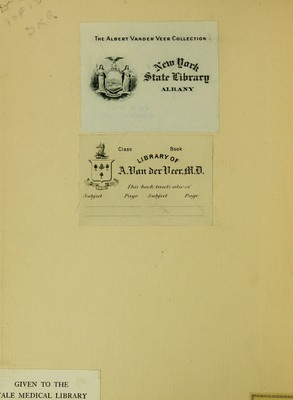 THE ALBERT VANDER VEER COLLECTION
New York
State Library
ALBANY
Class Book
LIBRARY OF
A. Van der Veer, M.D.
This book treats also of
Subject Page Subject Page
GIVEN TO THE
YALE MEDICAL LIBRARY